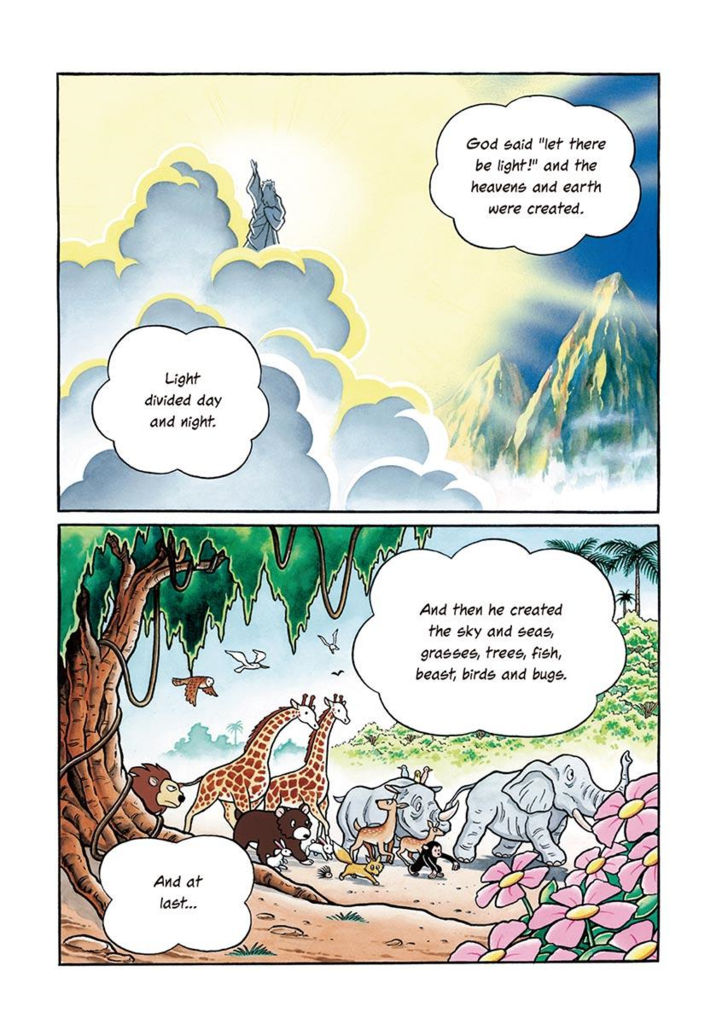 God said "let there
be light!" and the
heavens and earth
were created.
Light
divided day
and night.
And then he created
the sky and seas,
grasses, trees, fish,
beast, birds and bugs.
And at
last...